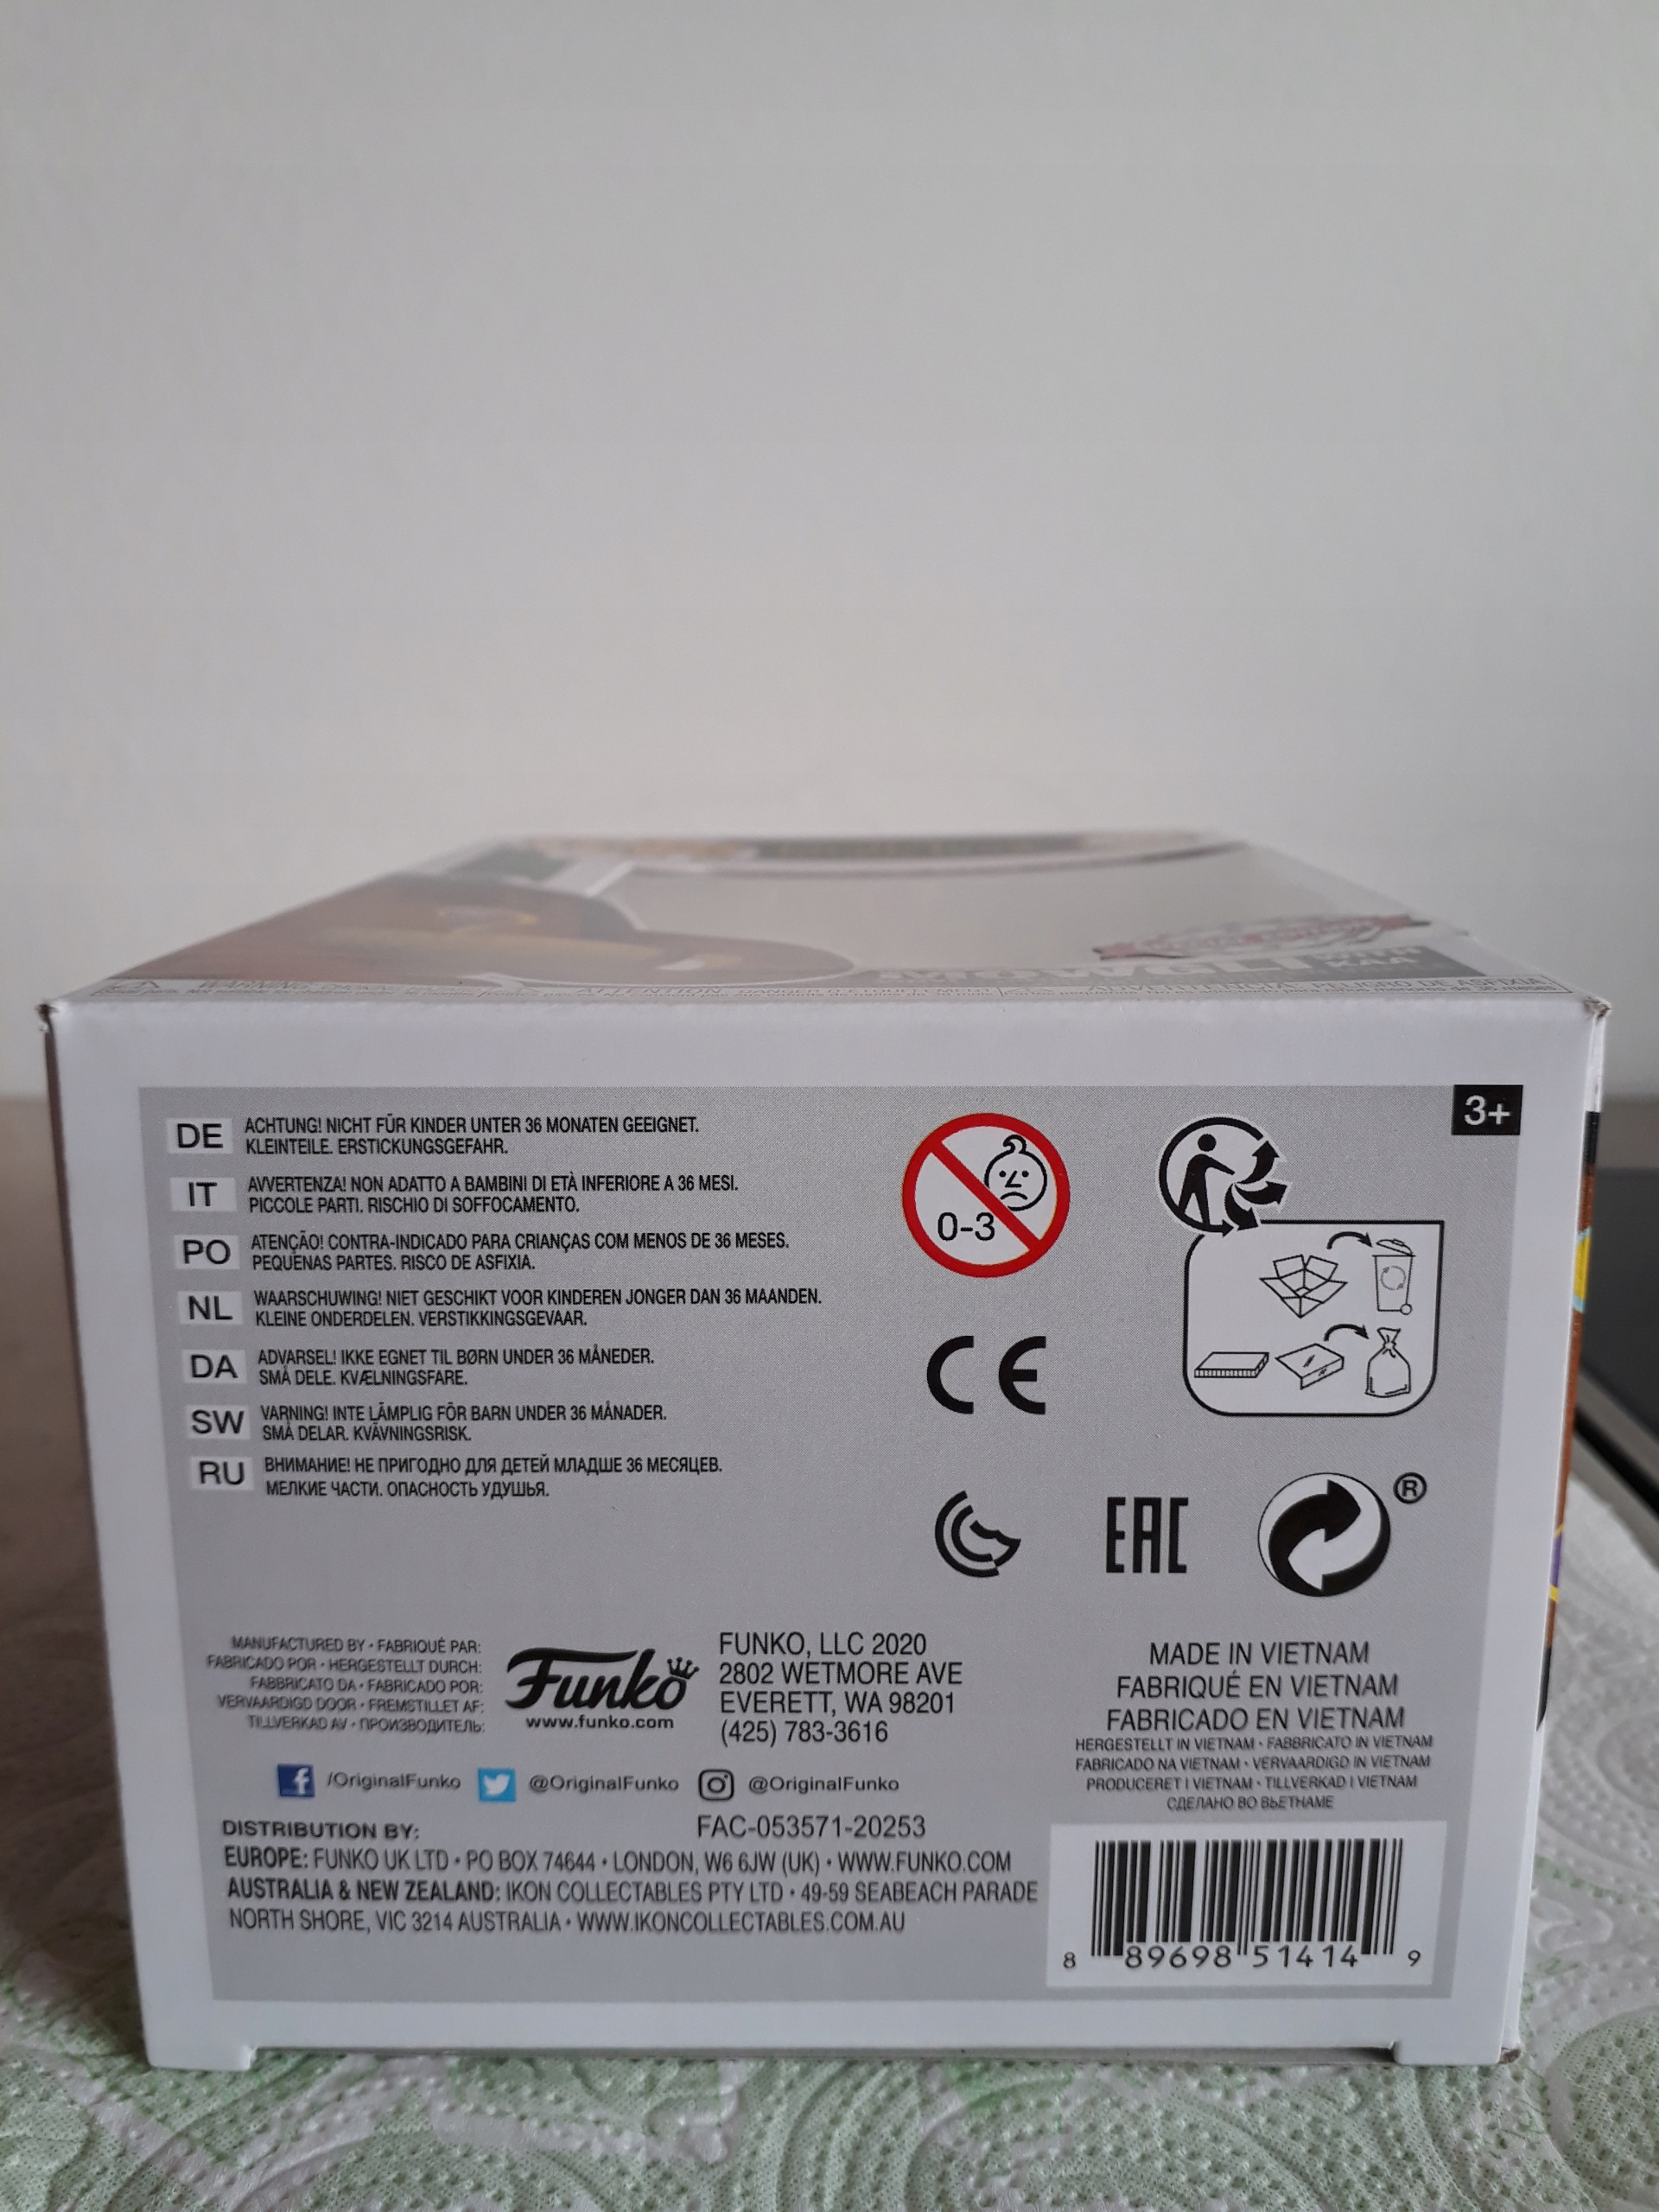 MOWGLI WITH KAA
3+
DE ACHTUNG! NICHT FÜR KINDER UNTER 36 MONATEN GEEIGNET.
KLEINTEILE. ERSTICKUNGSGEFAHR.
IT AVVERTENZA! NON ADATTO A BAMBINI DI ETÀ INFERIORE A 36 MESI.
PICCOLE PARTI. RISCHIO DI SOFFOCAMENTO.
PO ATENÇÃO! CONTRA-INDICADO PARA CRIANÇAS COM MENOS DE 36 MESES.
PEQUENAS PARTES. RISCO DE ASFIXIA.
NL WAARSCHUWING! NIET GESCHIKT VOOR KINDEREN JONGER DAN 36 MAANDEN.
KLEINE ONDERDELEN. VERSTIKKINGSGEVAAR.
DA ADVARSEL! IKKE EGNET TIL BØRN UNDER 36 MÅNEDER.
SMÅ DELE. KVÆLNINGSFARE.
SW VARNING! INTE LÄMPLIG FÖR BARN UNDER 36 MÅNADER.
SMÅ DELAR. KVÄVNINGSRISK.
RU ВНИМАНИЕ! НЕ ПРИГОДНО ДЛЯ ДЕТЕЙ МЛАДШЕ 36 МЕСЯЦЕВ.
МЕЛКИЕ ЧАСТИ. ОПАСНОСТЬ УДУШЬЯ.
0-3
CE
EAC
®
MANUFACTURED BY • FABRIQUÉ PAR:
FABRICADO POR • HERGESTELLT DURCH:
FABBRICATO DA • FABRICADO POR:
VERVAARDIGD DOOR • FREMSTILLET AF:
TILLVERKAD AV • ПРОИЗВОДИТЕЛЬ:
Funko
www.funko.com
FUNKO, LLC 2020
2802 WETMORE AVE
EVERETT, WA 98201
(425) 783-3616
/OriginalFunko @OriginalFunko @OriginalFunko
FAC-053571-20253
DISTRIBUTION BY:
EUROPE: FUNKO UK LTD • PO BOX 74644 • LONDON, W6 6JW (UK) • WWW.FUNKO.COM
AUSTRALIA & NEW ZEALAND: IKON COLLECTABLES PTY LTD • 49-59 SEABEACH PARADE
NORTH SHORE, VIC 3214 AUSTRALIA • WWW.IKONCOLLECTABLES.COM.AU
MADE IN VIETNAM
FABRIQUÉ EN VIETNAM
FABRICADO EN VIETNAM
HERGESTELLT IN VIETNAM • FABBRICATO IN VIETNAM
FABRICADO NA VIETNAM • VERVAARDIGD IN VIETNAM
PRODUCERET I VIETNAM • TILLVERKAD I VIETNAM
СДЕЛАНО ВО ВЬЕТНАМЕ
8 89698 51414 9